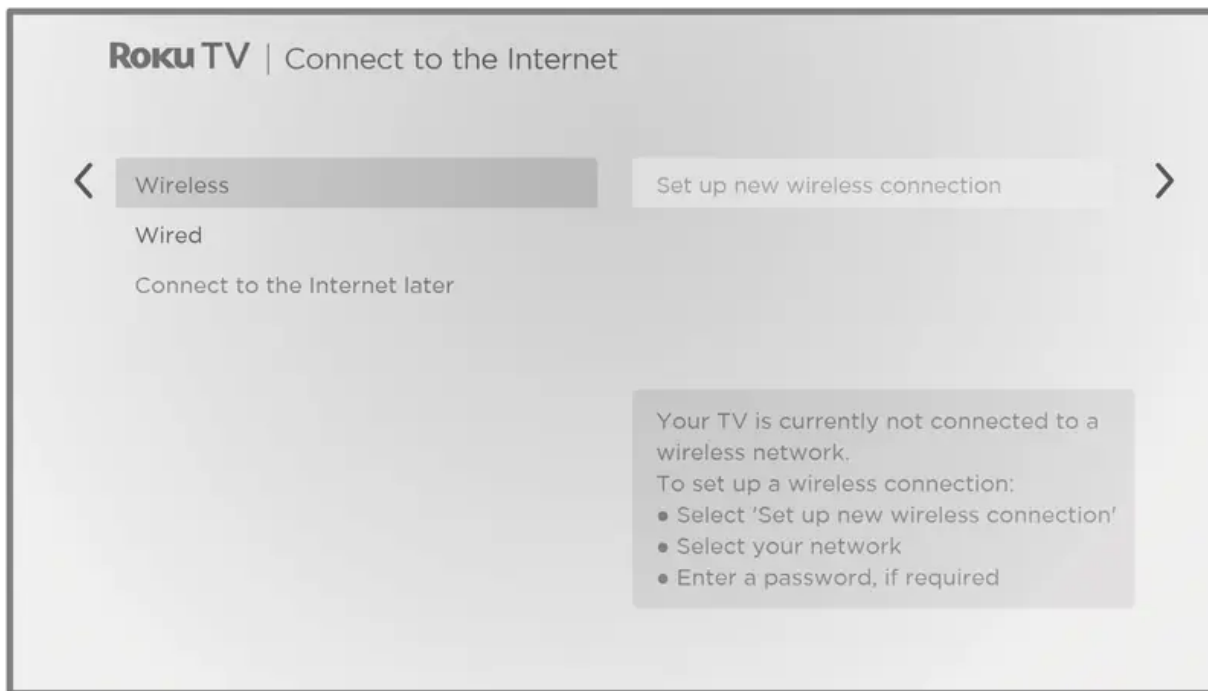 Roku TV | Connect to the Internet
Wireless
Set up new wireless connection
Wired
Connect to the Internet later
Your TV is currently not connected to a
wireless network.
To set up a wireless connection:
● Select 'Set up new wireless connection'
● Select your network
● Enter a password, if required